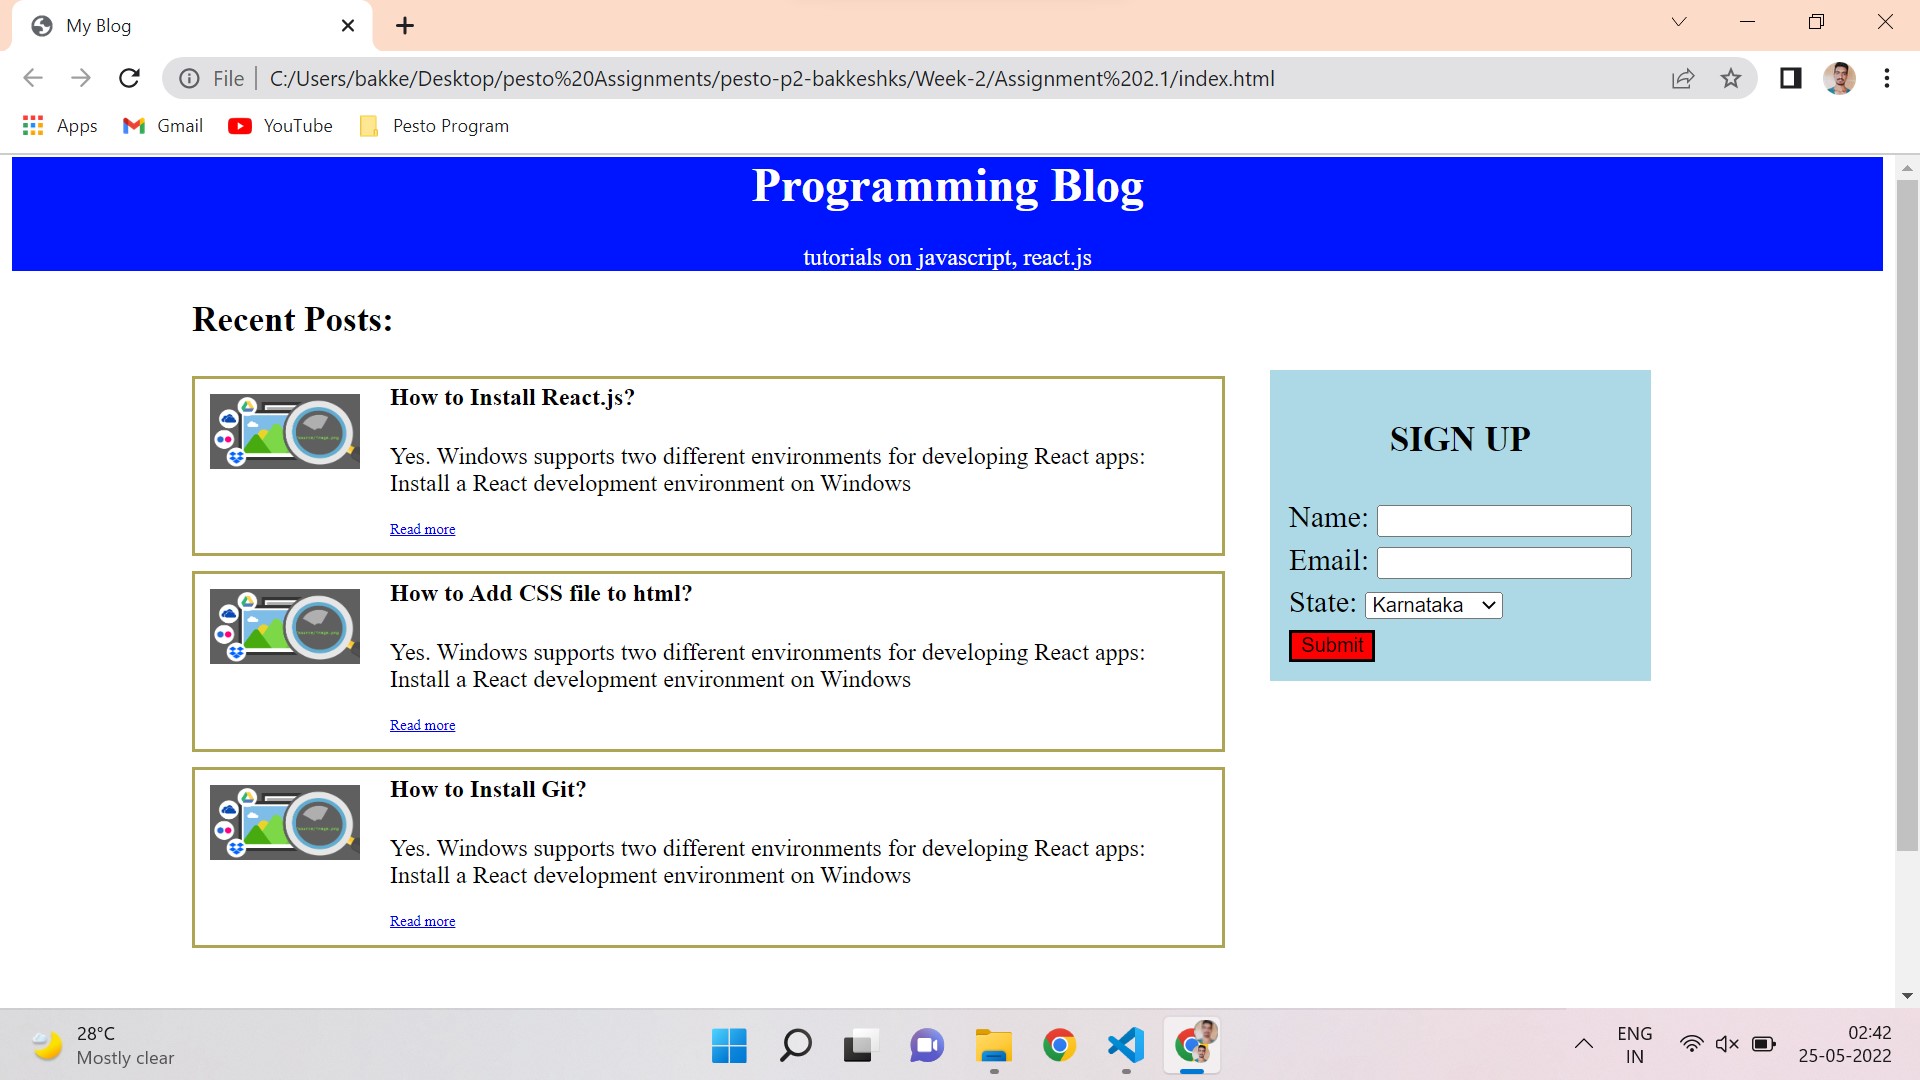 My Blog
File
C:/Users/bakke/Desktop/pesto%20Assignments/pesto-p2-bakkeshks/Week-2/Assignment%202.1/index.html
Apps
Gmail
YouTube
Pesto Program
Programming Blog
tutorials on javascript, react.js
Recent Posts:
How to Install React.js?
Yes. Windows supports two different environments for developing React apps:
Install a React development environment on Windows
Read more
How to Add CSS file to html?
Yes. Windows supports two different environments for developing React apps:
Install a React development environment on Windows
Read more
How to Install Git?
Yes. Windows supports two different environments for developing React apps:
Install a React development environment on Windows
Read more
SIGN UP
Name:
Email:
State: Karnataka
Submit
28°C
Mostly clear
ENG
IN
02:42
25-05-2022